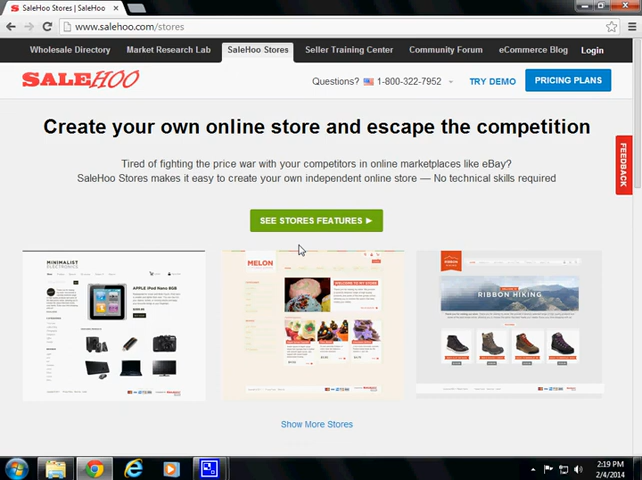 SaleHoo Stores | SaleHoo
www.salehoo.com/stores
Wholesale Directory
Market Research Lab
SaleHoo Stores
Seller Training Center
Community Forum
eCommerce Blog
Login
SALEHOO
Questions?
1-800-322-7952
TRY DEMO
PRICING PLANS
Create your own online store and escape the competition
Tired of fighting the price war with your competitors in online marketplaces like eBay?
SaleHoo Stores makes it easy to create your own independent online store — No technical skills required
FEEDBACK
SEE STORES FEATURES
MINIMALIST
ELECTRONICS
APPLE iPod Nano 8GB
MELON
WELCOME TO MY STORE
RIBBON
RIBBON HIKING
Show More Stores
2:19 PM
2/4/2014